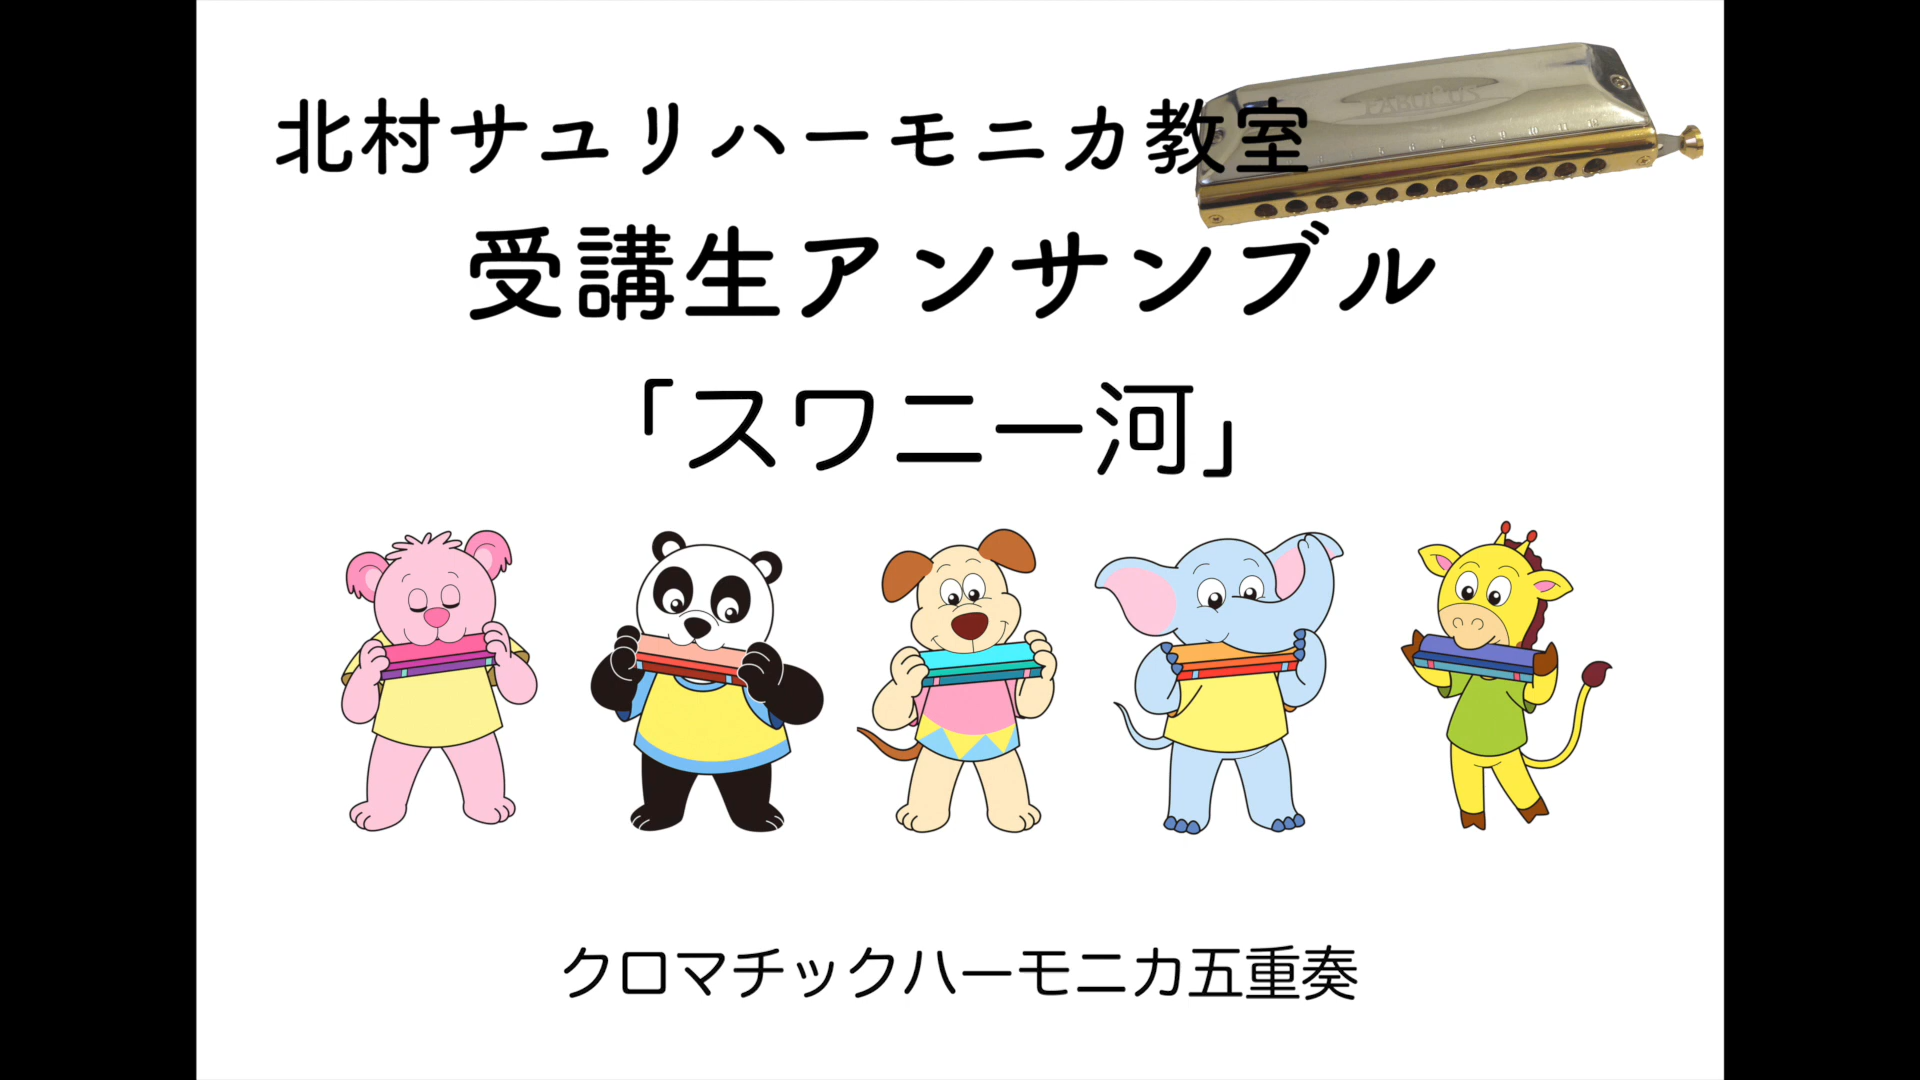 北村サユリハーモニカ教室
受講生アンサンブル
「スワニー河」
クロマチックハーモニカ五重奏